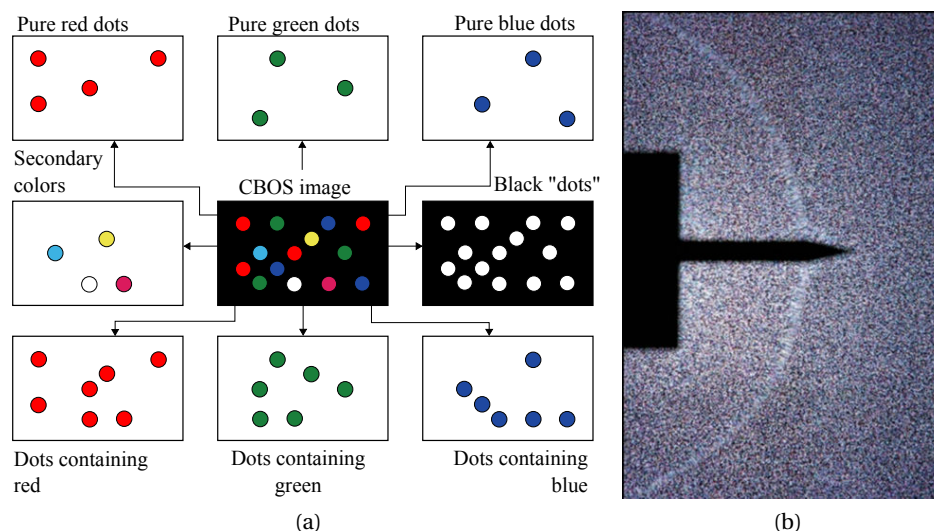 Pure red dots
Pure green dots
Pure blue dots
Secondary
colors
CBOS image
Black "dots"
Dots containing
red
Dots containing
green
Dots containing
blue
(a)
(b)